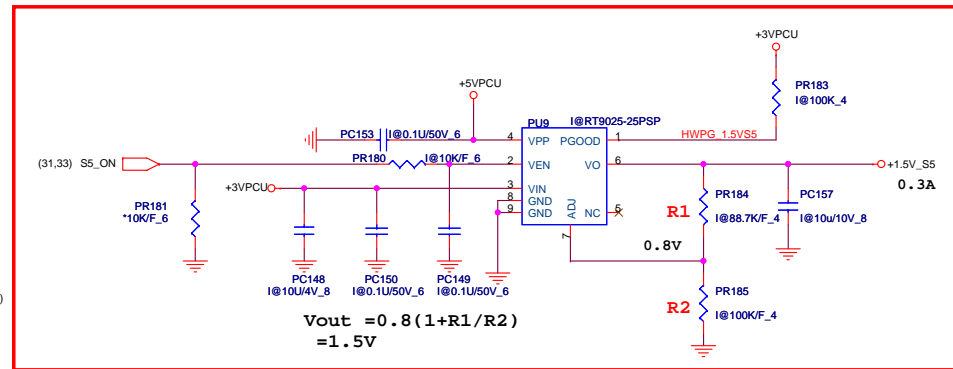 +3VPCU
PR183
I@100K_4
+5VPCU
PU9
I@RT9025-25PSP
PC153
I@0.1U/50V_6
4
VPP
PGOOD
1
HWPG_1.5VS5
(31,33)
S5_ON
PR180
I@10K/F_6
2
VEN
VO
6
+1.5V_S5
0.3A
+3VPCU
3
VIN
8
GND
9
GND
ADJ
7
NC
5
PR181
*10K/F_6
R1
PR184
I@88.7K/F_4
PC157
I@10u/10V_8
0.8V
PC148
I@10U/4V_8
PC150
I@0.1U/50V_6
PC149
I@0.1U/50V_6
R2
PR185
I@100K/F_4
Vout =0.8(1+R1/R2)
=1.5V
)